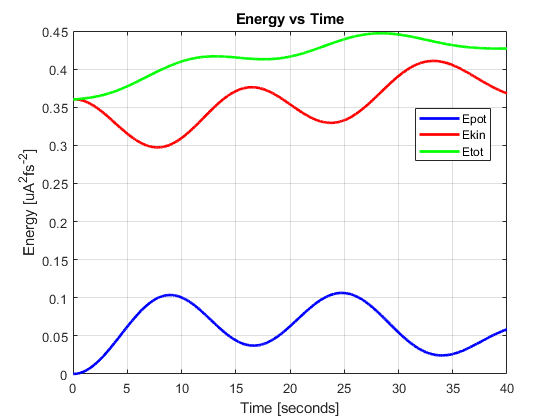 Energy vs Time
0.45
0.4
0.35
0.3
0.25
0.2
0.15
0.1
0.05
0
Energy [uA²fs⁻²]
Epot
Ekin
Etot
0 5 10 15 20 25 30 35 40
Time [seconds]